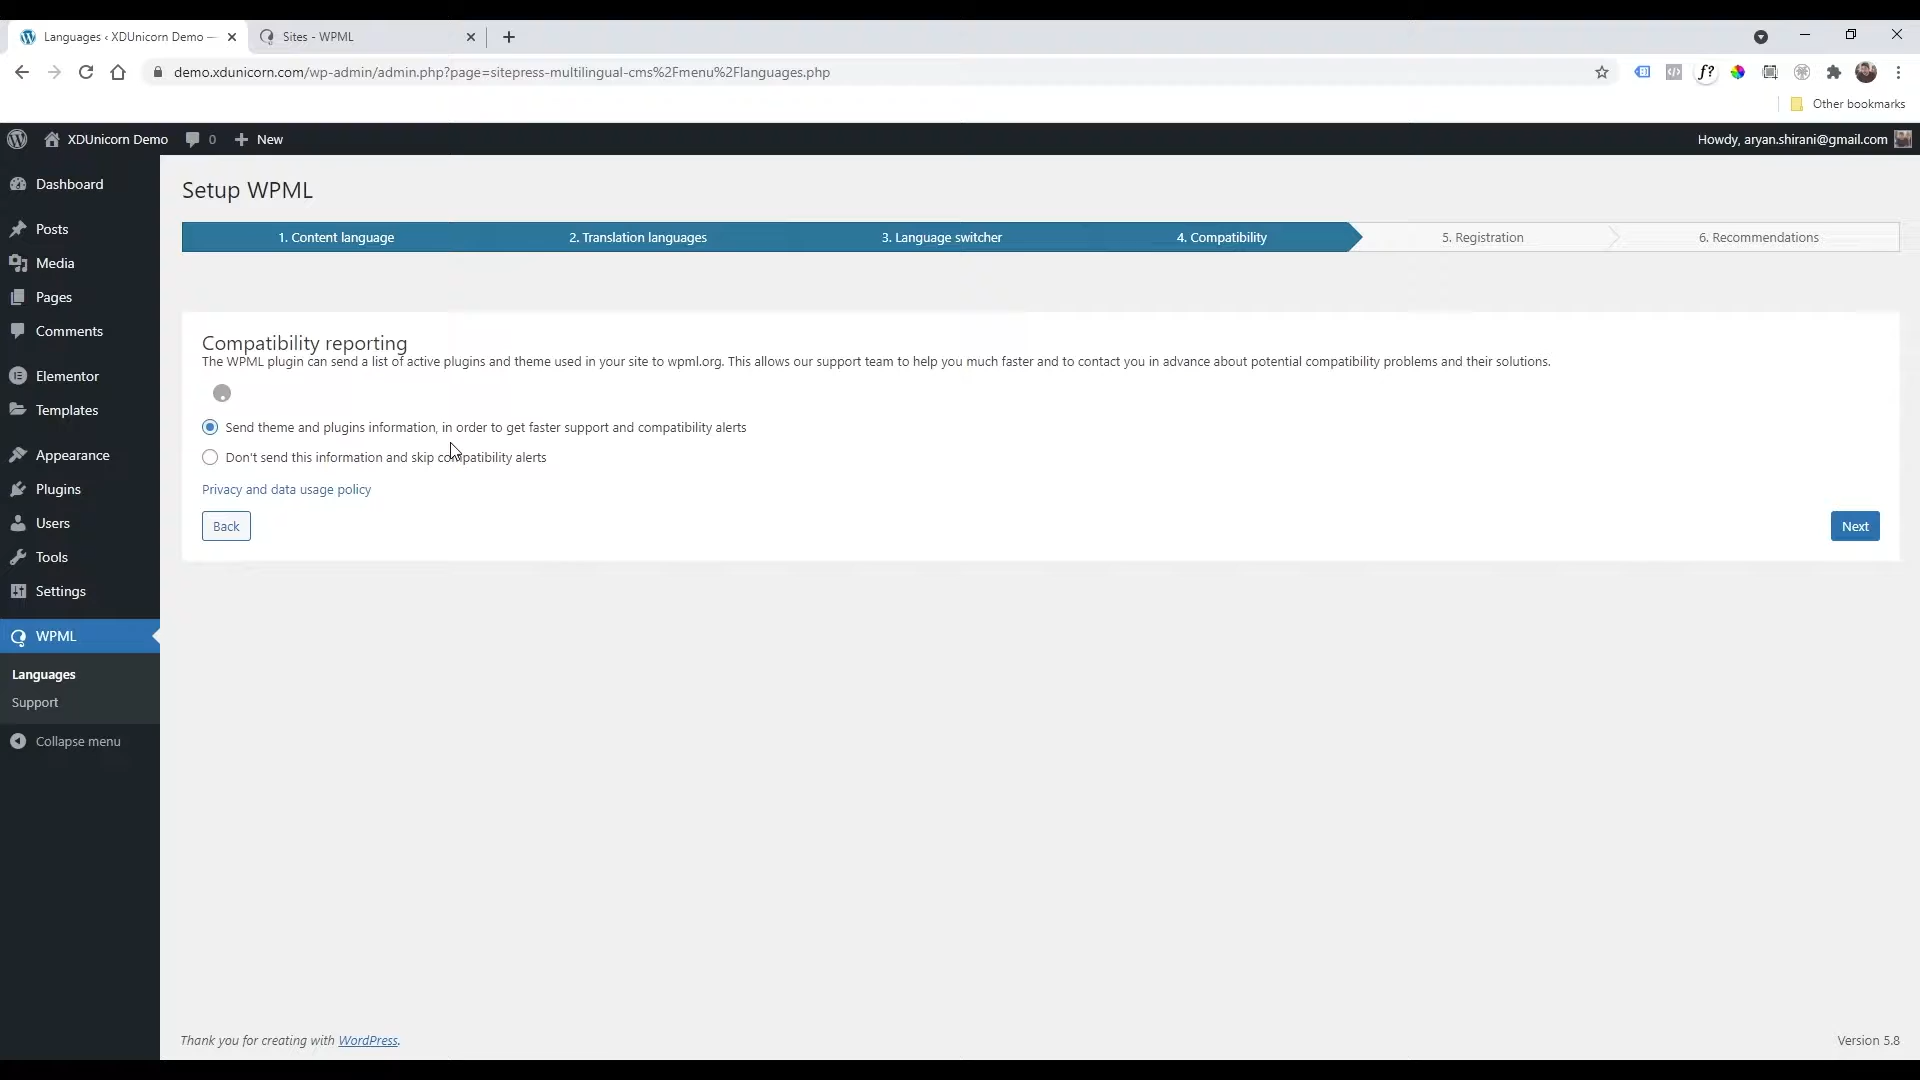 Languages ‹ XDUnicorn Demo —
Sites - WPML
demo.xdunicorn.com/wp-admin/admin.php?page=sitepress-multilingual-cms%2Fmenu%2Flanguages.php
f?
Other bookmarks
XDUnicorn Demo
0
New
Howdy, aryan.shirani@gmail.com
Dashboard
Posts
Media
Pages
Comments
Elementor
Templates
Appearance
Plugins
Users
Tools
Settings
WPML
Languages
Support
Collapse menu
Setup WPML
1. Content language
2. Translation languages
3. Language switcher
4. Compatibility
5. Registration
6. Recommendations
Compatibility reporting
The WPML plugin can send a list of active plugins and theme used in your site to wpml.org. This allows our support team to help you much faster and to contact you in advance about potential compatibility problems and their solutions.
Send theme and plugins information, in order to get faster support and compatibility alerts
Don't send this information and skip compatibility alerts
Privacy and data usage policy
Back
Next
Thank you for creating with WordPress.
Version 5.8